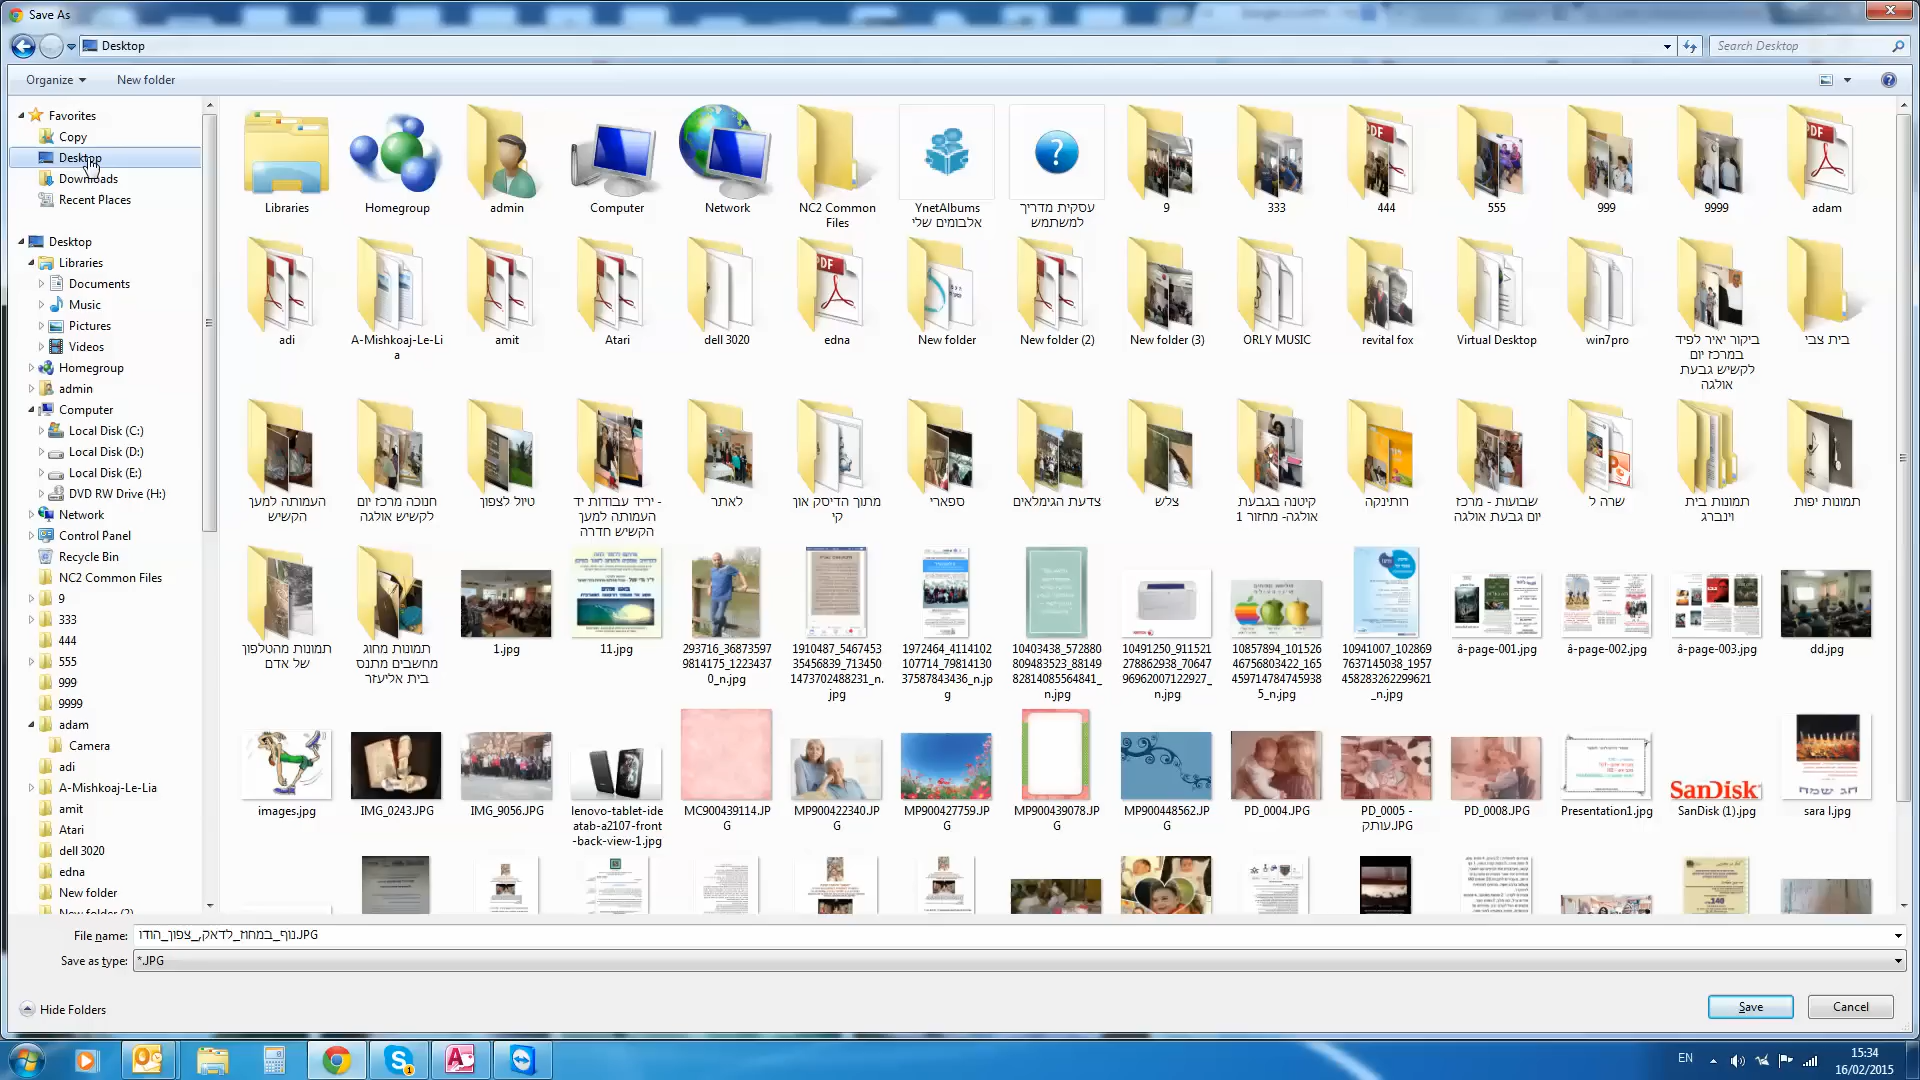 Save As
Desktop
Search Desktop
Organize
New folder
Favorites
Copy
Desktop
Downloads
Recent Places
Desktop
Libraries
Documents
Music
Pictures
Videos
Homegroup
admin
Computer
Local Disk (C:)
Local Disk (D:)
Local Disk (E:)
DVD RW Drive (H:)
Network
Control Panel
Recycle Bin
NC2 Common Files
9
333
444
555
999
9999
adam
Camera
adi
A-Mishkoaj-Le-Lia
amit
Atari
dell 3020
edna
New folder
New folder (2)
Libraries
Homegroup
admin
Computer
Network
NC2 Common
Files
YnetAlbums
אלבומים שלי
עסקית מדריך
למשתמש
9
333
444
555
999
9999
adam
adi
A-Mishkoaj-Le-Li
a
amit
Atari
dell 3020
edna
New folder
New folder (2)
New folder (3)
ORLY MUSIC
revital fox
Virtual Desktop
win7pro
ביקור יאיר לפיד
במרכז יום
לקשיש גבעת
אולגה
בית צבי
העמותה למען
הקשיש
חנוכה מרכז יום
לקשיש אולגה
טיול לצפון
יריד עבודות יד -
העמותה למען
הקשיש חדרה
לאתר
מתוך הדיסק און
קי
ספארי
צדעת הגימלאים
צלש
קיטנה בגבעת
אולגה- מחזור 1
רותינקה
שבועות - מרכז
יום גבעת אולגה
שרה ל
תמונות בית
וינברג
תמונות יפות
תמונות מהטלפון
של אדם
תמונות מחוג
מחשבים מתנס
בית אליעזר
1.jpg
11.jpg
293716_36873597
9814175_1223437
0_n.jpg
1910487_5467453
35456839_713450
1473702488231_n.
jpg
1972464_4114102
107714_79814130
37587843436_n.jp
g
10403438_572880
809483523_88149
82814085564841_
n.jpg
10491250_911521
278862938_70647
96962007122927_
n.jpg
10857894_101526
46756803422_165
459714784745938
5_n.jpg
10941007_102869
7637145038_1957
458283262299621
_n.jpg
â-page-001.jpg
â-page-002.jpg
â-page-003.jpg
dd.jpg
images.jpg
IMG_0243.JPG
IMG_9056.JPG
lenovo-tablet-ide
atab-a2107-front
-back-view-1.jpg
MC900439114.JP
G
MP900422340.JP
G
MP900427759.JP
G
MP900439078.JP
G
MP900448562.JP
G
PD_0004.JPG
PD_0005 -
עותק.JPG
PD_0008.JPG
Presentation1.jpg
SanDisk
SanDisk (1).jpg
חג שמח
sara l.jpg
File name:
נוף_במחוז_לדאק,_צפון_הודו.JPG
Save as type:
*.JPG
Hide Folders
Save
Cancel
EN
15:34
16/02/2015